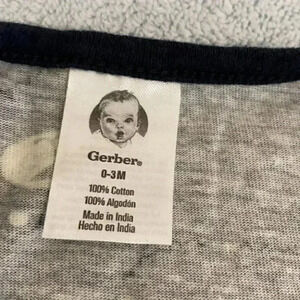 Gerber®
0-3M
100% Cotton
100% Algodón
Made in India
Hecho en India